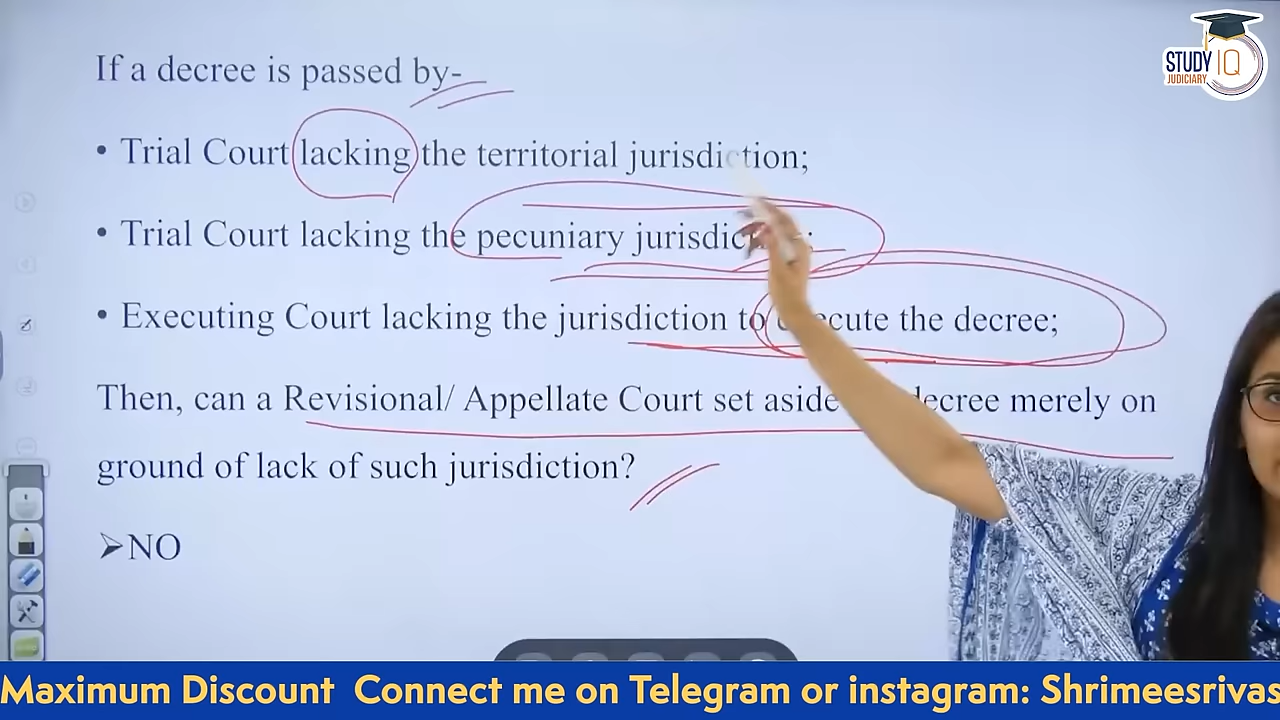 STUDY IQ
JUDICIARY
If a decree is passed by-
• Trial Court lacking the territorial jurisdiction;
• Trial Court lacking the pecuniary
• Executing Court lacking the jurisdiction to execute the decree;
Then, can a Revisional/ Appellate Court set aside decree merely on
ground of lack of such jurisdiction?
➢NO
Maximum Discount Connect me on Telegram or instagram: Shrimeesrivas